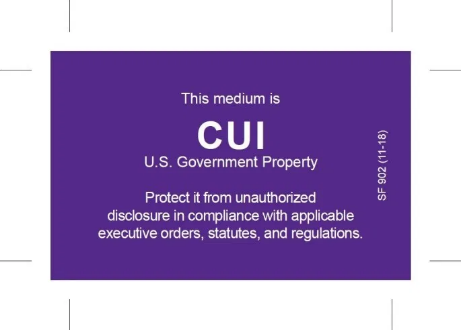 This medium is
CUI
U.S. Government Property
Protect it from unauthorized
disclosure in compliance with applicable
executive orders, statutes, and regulations.
SF 902 (11-18)